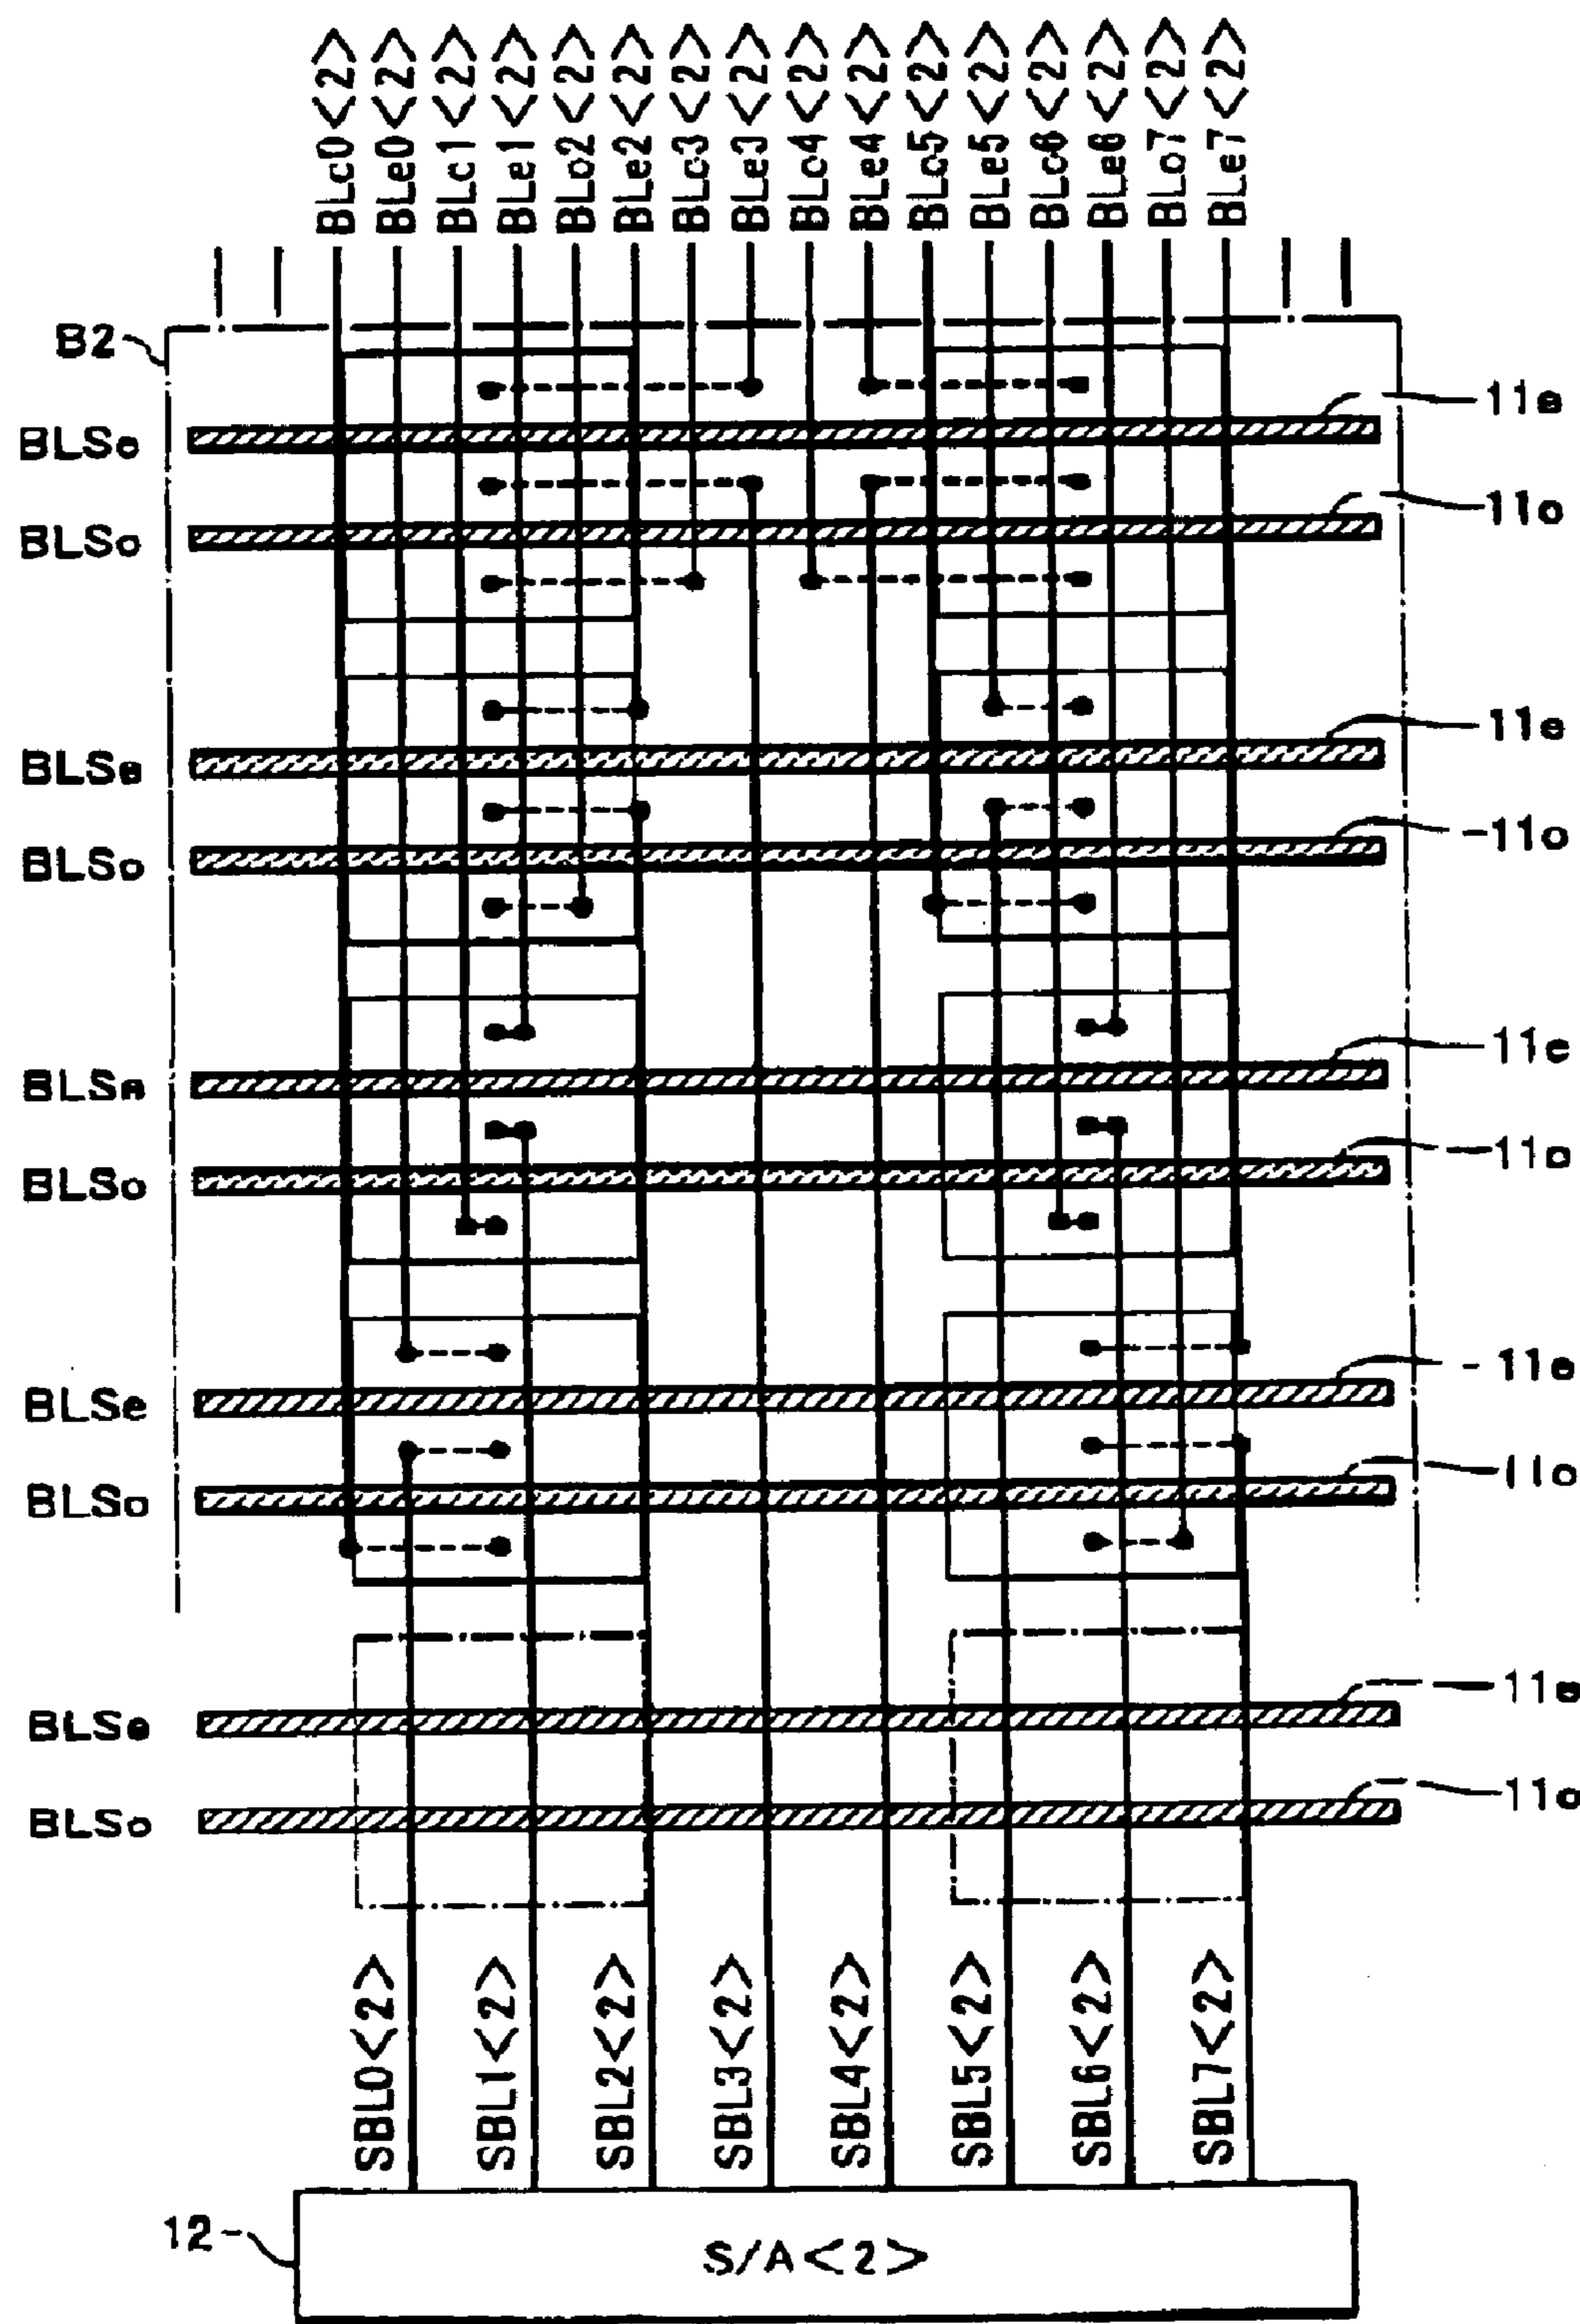 BLo0<2>
BLe0<2>
BLo1<2>
BLe1<2>
BLo2<2>
BLe2<2>
BLo3<2>
BLe3<2>
BLo4<2>
BLe4<2>
BLo5<2>
BLe5<2>
BLo6<2>
BLe6<2>
BLo7<2>
BLe7<2>
B2
BLSe 11e
BLSo 11o
BLSe 11e
BLSo 11o
BLSe 11e
BLSo 11o
BLSe 11e
BLSo 11o
BLSe 11e
BLSo 11o
SBL0<2>
SBL1<2>
SBL2<2>
SBL3<2>
SBL4<2>
SBL5<2>
SBL6<2>
SBL7<2>
12
S/A<2>